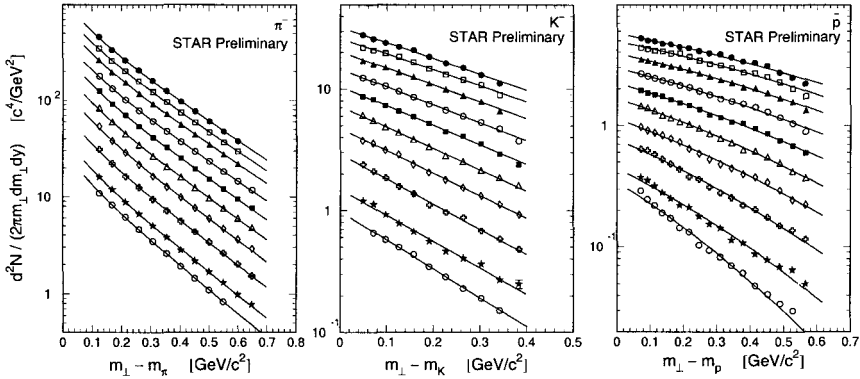 π⁻
STAR Preliminary
d²N / (2πm⊥dm⊥dy) [c⁴/GeV²]
10²
10
1
0 0.1 0.2 0.3 0.4 0.5 0.6 0.7 0.8
m⊥ − mπ [GeV/c²]
K⁻
STAR Preliminary
10
1
10⁻¹
0 0.1 0.2 0.3 0.4 0.5
m⊥ − mK [GeV/c²]
p̄
STAR Preliminary
1
10⁻¹
0 0.1 0.2 0.3 0.4 0.5 0.6 0.7
m⊥ − mp [GeV/c²]